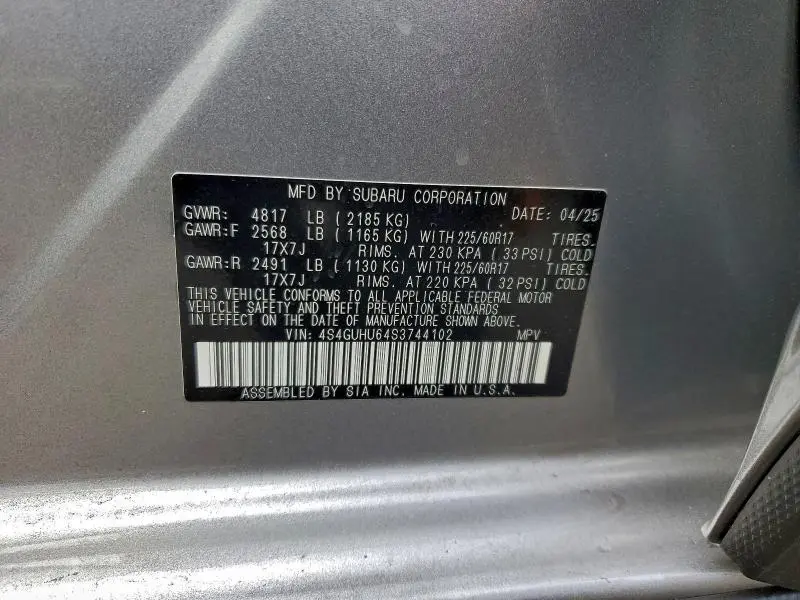 MFD BY SUBARU CORPORATION
GVWR: 4817 LB ( 2185 KG) DATE: 04/25
GAWR:F 2568 LB ( 1165 KG) WITH 225/60R17 TIRES.
17X7J RIMS. AT 230 KPA ( 33 PSI) COLD
GAWR:R 2491 LB ( 1130 KG) WITH 225/60R17 TIRES.
17X7J RIMS. AT 220 KPA ( 32 PSI) COLD
THIS VEHICLE CONFORMS TO ALL APPLICABLE FEDERAL MOTOR
VEHICLE SAFETY AND THEFT PREVENTION STANDARDS
IN EFFECT ON THE DATE OF MANUFACTURE SHOWN ABOVE.
VIN: 4S4GUHU64S3744102 MPV
ASSEMBLED BY SIA INC. MADE IN U.S.A.